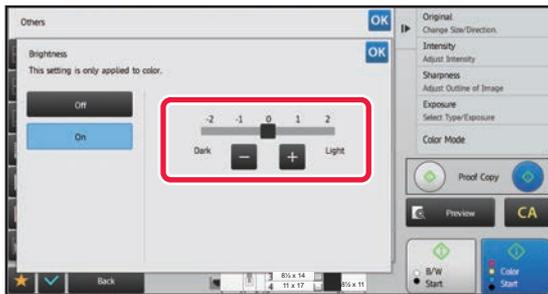 Others
OK
Brightness
OK
This setting is only applied to color.
Off
On
-2 -1 0 1 2
Dark
−
+
Light
Back
3 8½ x 14
4 11 x 17
8½ x 11
Original
Change Size/Direction.
Intensity
Adjust Intensity
Sharpness
Adjust Outline of Image
Exposure
Select Type/Exposure
Color Mode
Proof Copy
Preview
CA
B/W
Start
Color
Start